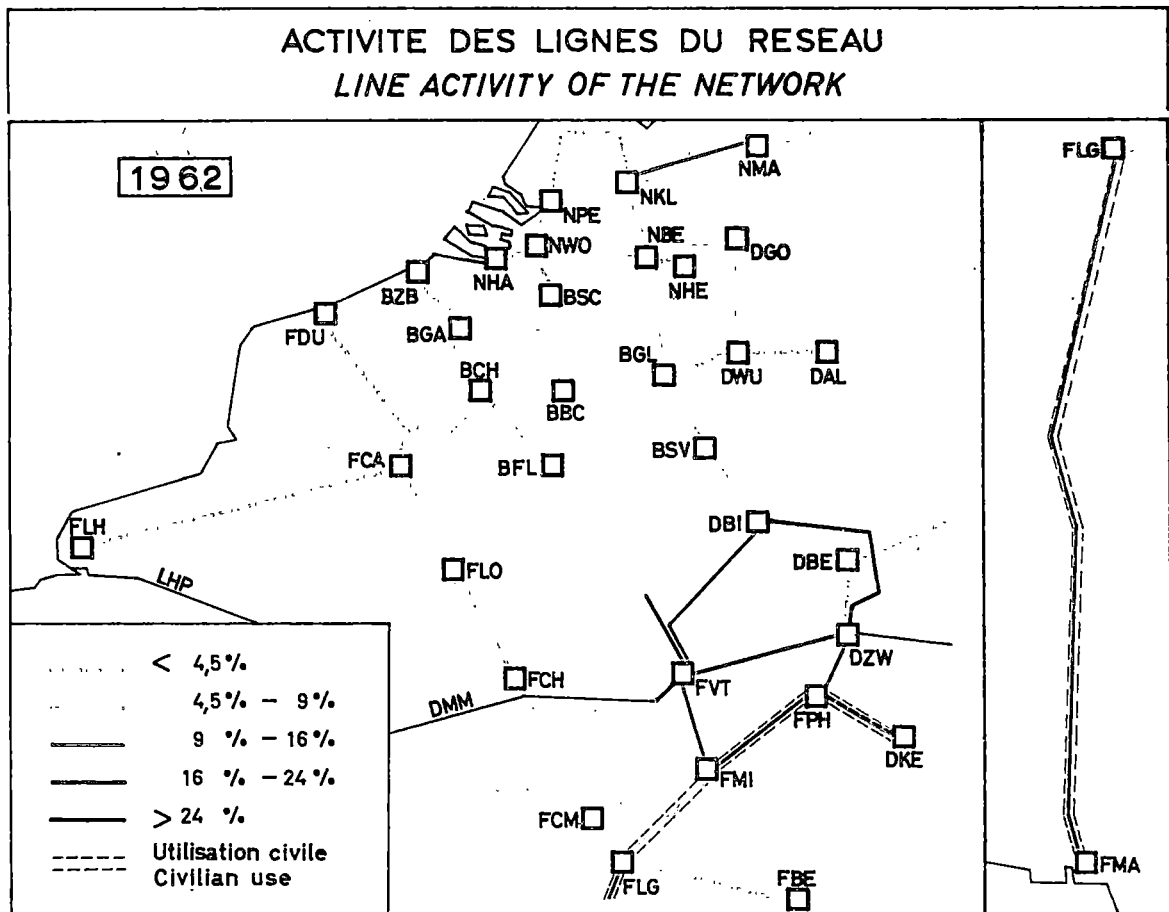 ACTIVITE DES LIGNES DU RESEAU
LINE ACTIVITY OF THE NETWORK
1962
NMA
FLG
NKL
NPE
NWO
NBE
DGO
NHA
NHE
BZB
BSC
FDU
BGA
BGL
DWU
DAL
BCH
BBC
BSV
FCA
BFL
FLH
DBI
DBE
LHP
FLO
DZW
FCH
FVT
DMM
FPH
DKE
FMI
FCM
FLG
FBE
FMA
< 4,5 %
4,5 % - 9 %
9 % - 16 %
16 % - 24 %
> 24 %
Utilisation civile
Civilian use